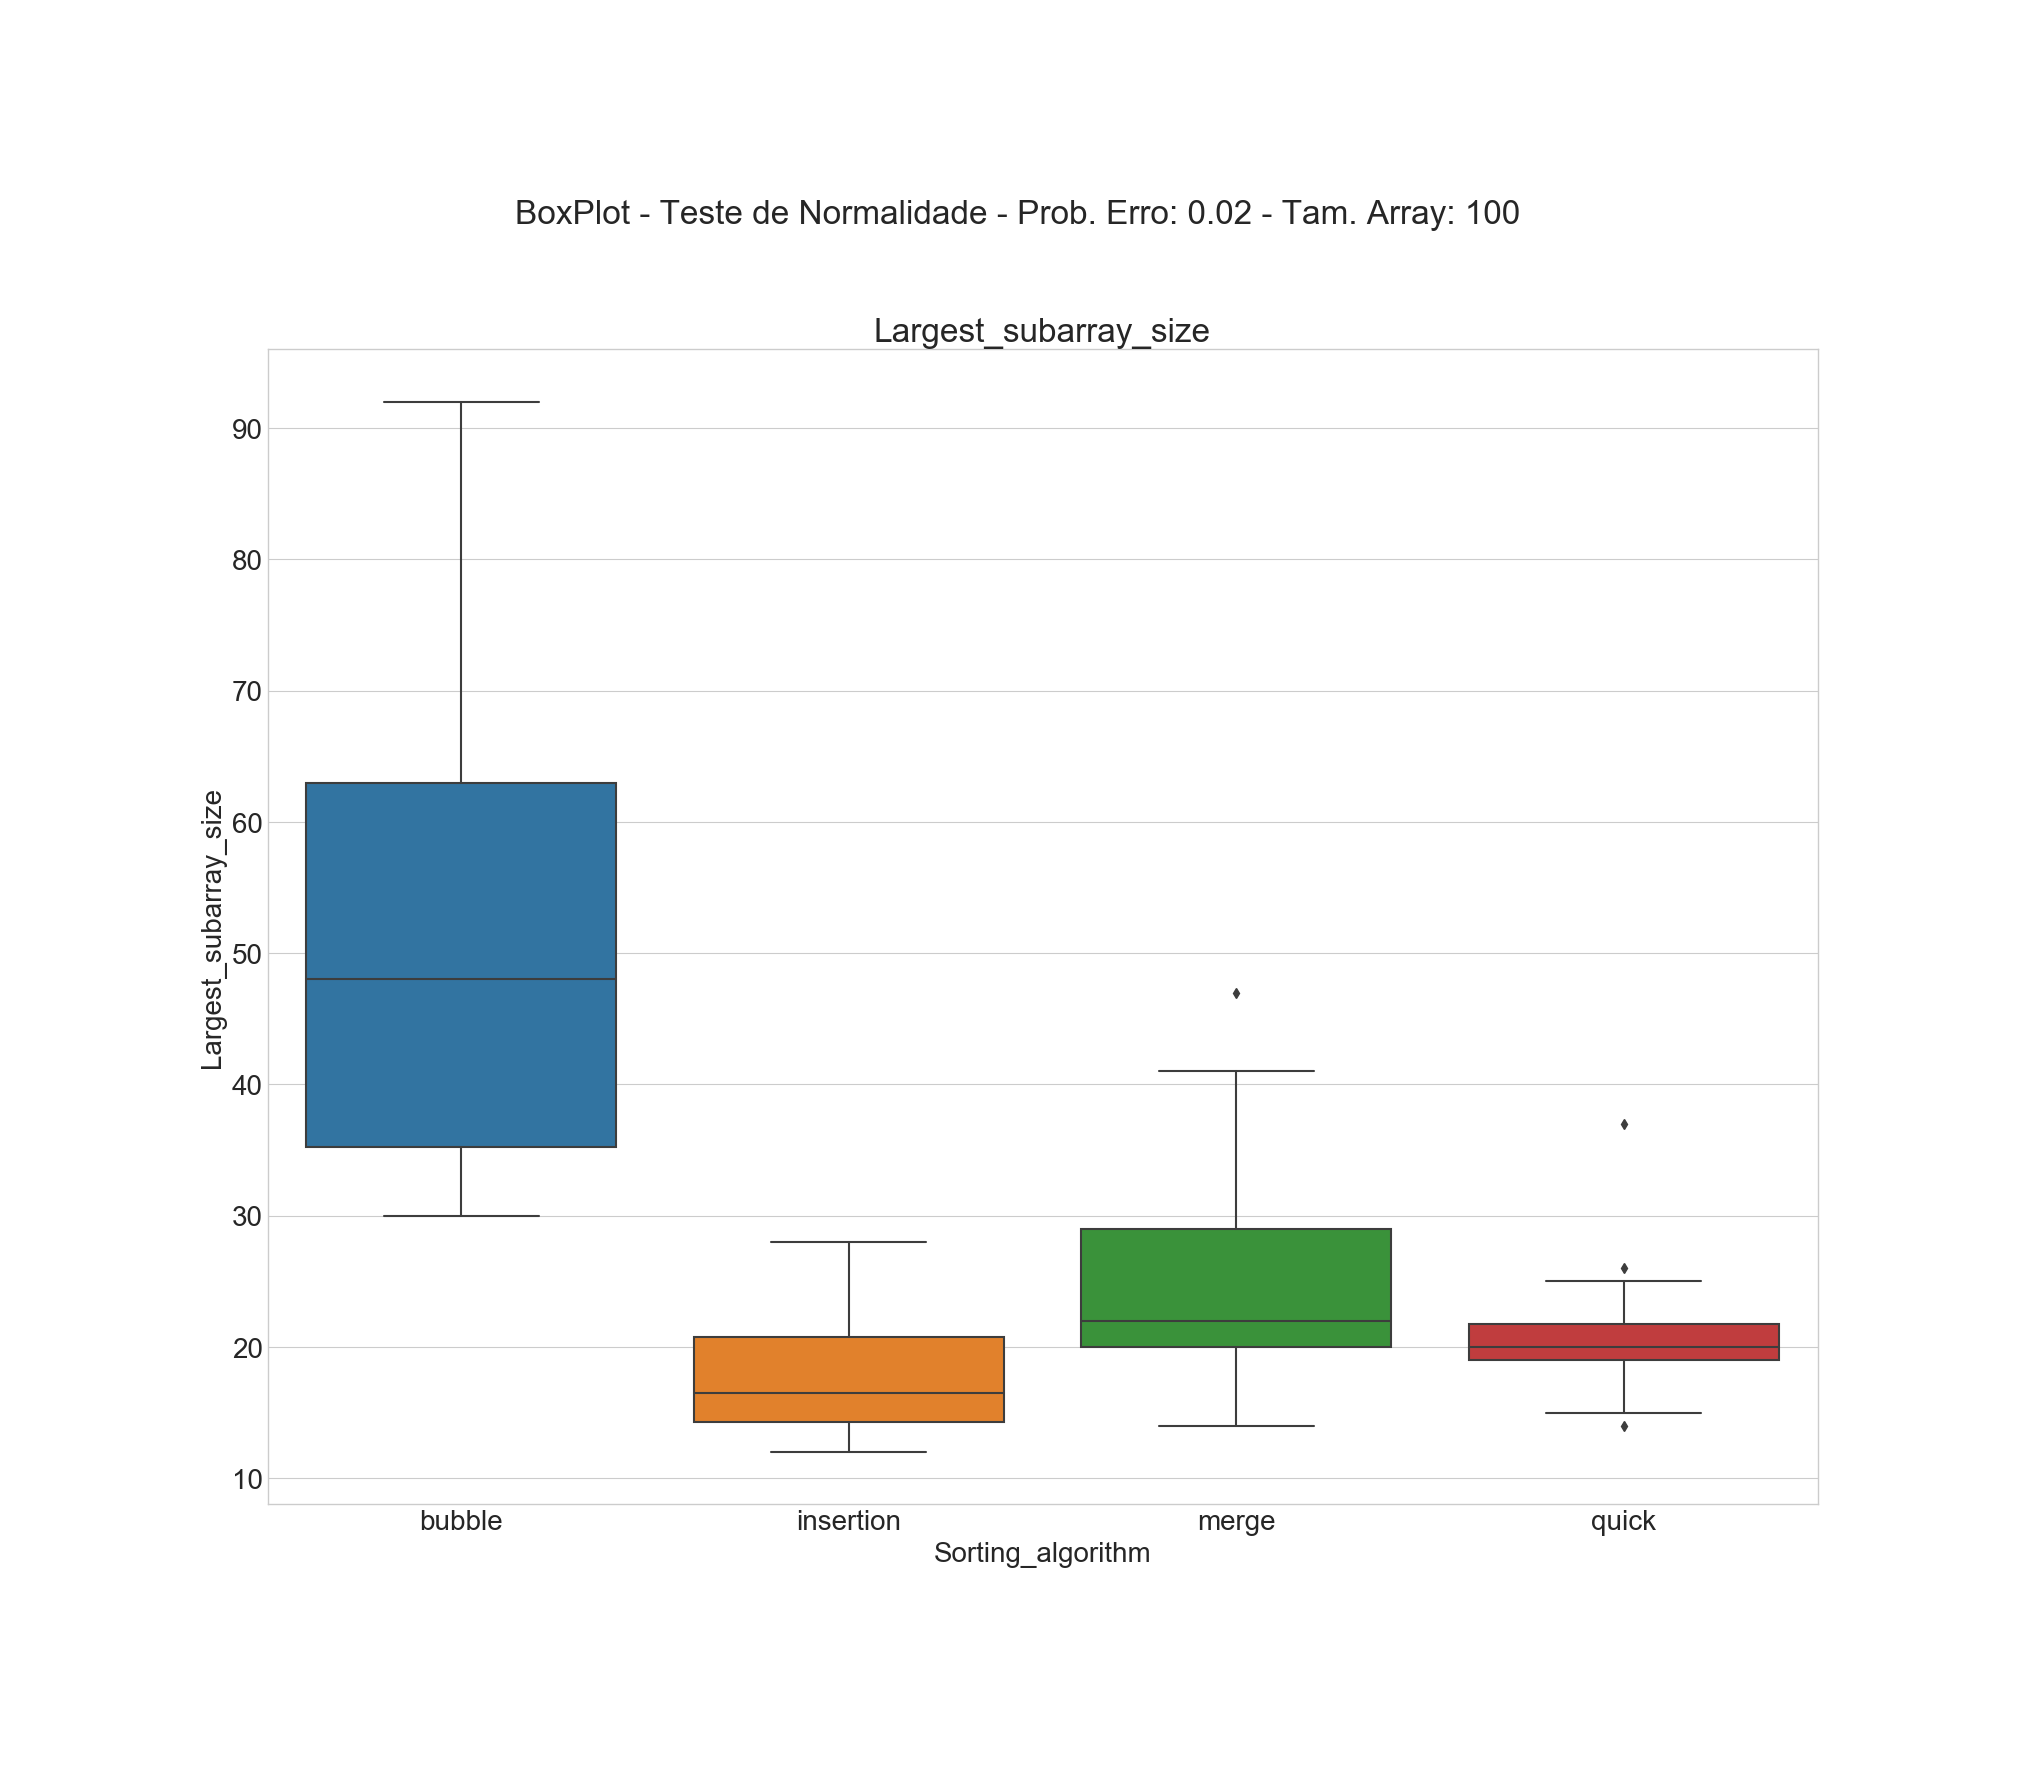 BoxPlot - Teste de Normalidade - Prob. Erro: 0.02 - Tam. Array: 100
Largest_subarray_size
Largest_subarray_size
90
80
70
60
50
40
30
20
10
bubble insertion merge quick
Sorting_algorithm